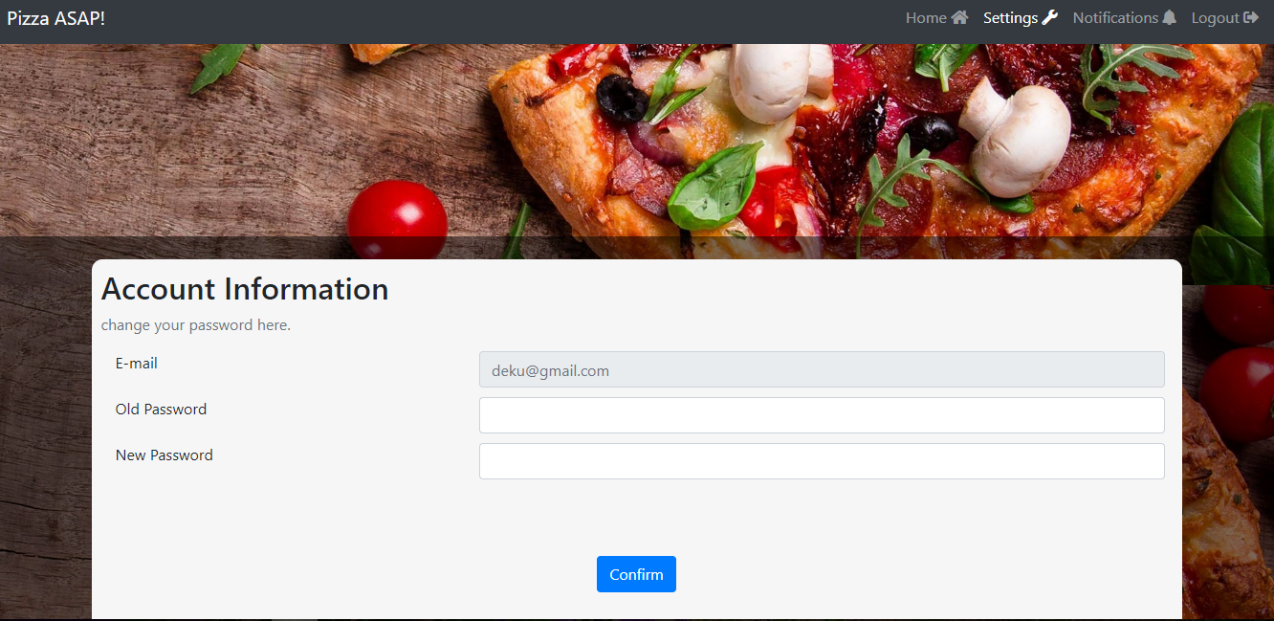 Pizza ASAP!
Home Settings Notifications Logout
Account Information
change your password here.
E-mail
deku@gmail.com
Old Password
New Password
Confirm